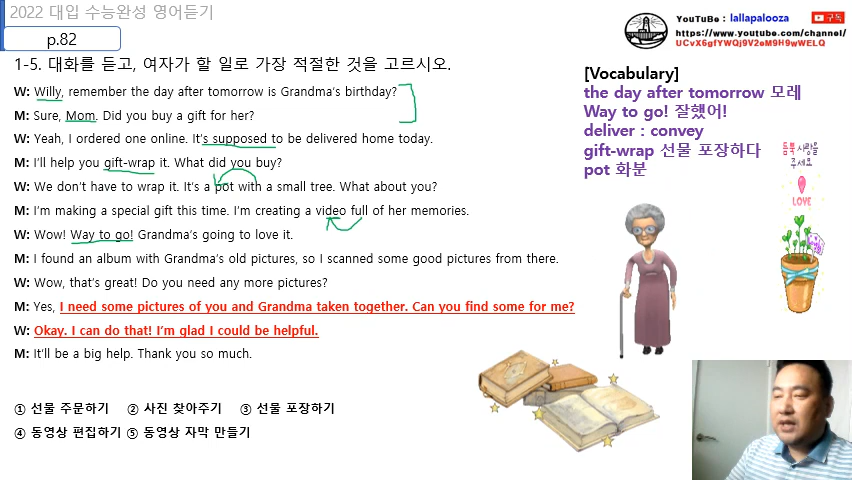 2022 대입 수능완성 영어듣기
p.82
YouTube : lallapalooza 구독
https://www.youtube.com/channel/
UCvX6gfYWQj9V2eM9H9wWELQ
1-5. 대화를 듣고, 여자가 할 일로 가장 적절한 것을 고르시오.
W: Willy, remember the day after tomorrow is Grandma's birthday?
M: Sure, Mom. Did you buy a gift for her?
W: Yeah, I ordered one online. It's supposed to be delivered home today.
M: I'll help you gift-wrap it. What did you buy?
W: We don't have to wrap it. It's a pot with a small tree. What about you?
M: I'm making a special gift this time. I'm creating a video full of her memories.
W: Wow! Way to go! Grandma's going to love it.
M: I found an album with Grandma's old pictures, so I scanned some good pictures from there.
W: Wow, that's great! Do you need any more pictures?
M: Yes, I need some pictures of you and Grandma taken together. Can you find some for me?
W: Okay. I can do that! I'm glad I could be helpful.
M: It'll be a big help. Thank you so much.
① 선물 주문하기 ② 사진 찾아주기 ③ 선물 포장하기
④ 동영상 편집하기 ⑤ 동영상 자막 만들기
[Vocabulary]
the day after tomorrow 모레
Way to go! 잘했어!
deliver : convey
gift-wrap 선물 포장하다
pot 화분
듬뿍 사랑을
주세요
LOVE